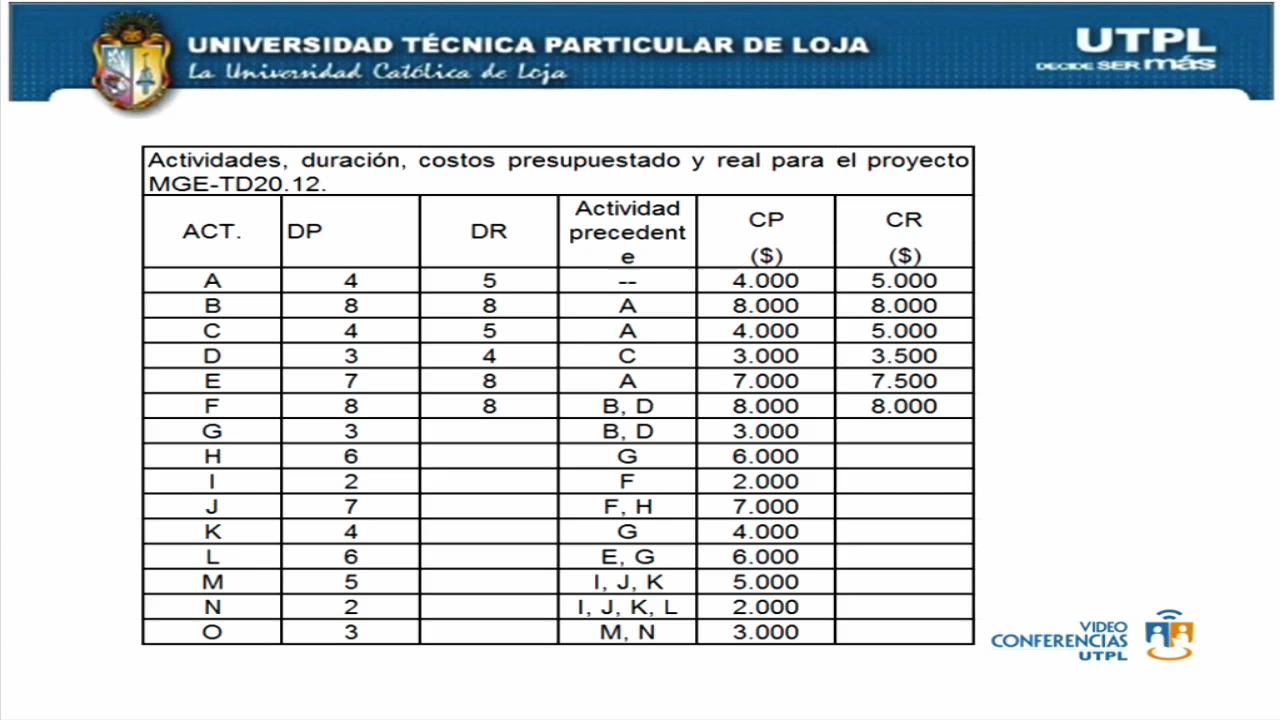 UNIVERSIDAD TÉCNICA PARTICULAR DE LOJA
La Universidad Católica de Loja
UTPL
DECIDE SER más
Actividades, duración, costos presupuestado y real para el proyecto
MGE-TD20.12.
ACT. DP DR Actividad precedent e CP ($) CR ($)
A 4 5 -- 4.000 5.000
B 8 8 A 8.000 8.000
C 4 5 A 4.000 5.000
D 3 4 C 3.000 3.500
E 7 8 A 7.000 7.500
F 8 8 B, D 8.000 8.000
G 3 B, D 3.000
H 6 G 6.000
I 2 F 2.000
J 7 F, H 7.000
K 4 G 4.000
L 6 E, G 6.000
M 5 I, J, K 5.000
N 2 I, J, K, L 2.000
O 3 M, N 3.000
VIDEO
CONFERENCIAS
UTPL